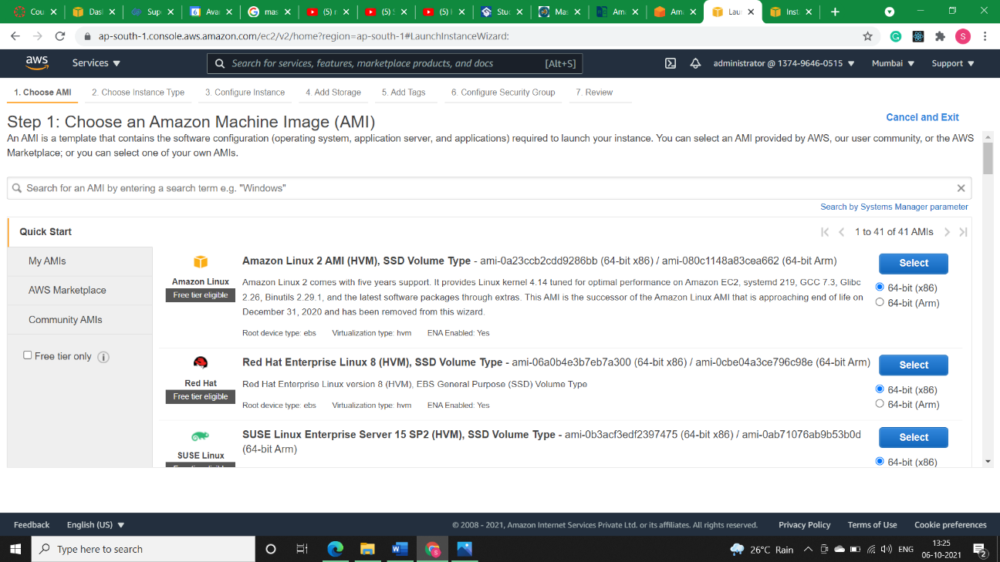 Cou
Das
Sup
6 Avai
mas
(5) n
(5) S
(5) H
Stu
Mas
Ama
Ama
Lau
Inst
ap-south-1.console.aws.amazon.com/ec2/v2/home?region=ap-south-1#LaunchInstanceWizard:
S
aws
Services
Search for services, features, marketplace products, and docs
[Alt+S]
administrator @ 1374-9646-0515
Mumbai
Support
1. Choose AMI
2. Choose Instance Type
3. Configure Instance
4. Add Storage
5. Add Tags
6. Configure Security Group
7. Review
Step 1: Choose an Amazon Machine Image (AMI)
Cancel and Exit
An AMI is a template that contains the software configuration (operating system, application server, and applications) required to launch your instance. You can select an AMI provided by AWS, our user community, or the AWS
Marketplace; or you can select one of your own AMIs.
Search for an AMI by entering a search term e.g. "Windows"
Search by Systems Manager parameter
Quick Start
1 to 41 of 41 AMIs
My AMIs
AWS Marketplace
Community AMIs
Free tier only
Amazon Linux
Free tier eligible
Amazon Linux 2 AMI (HVM), SSD Volume Type - ami-0a23ccb2cdd9286bb (64-bit x86) / ami-080c1148a83cea662 (64-bit Arm)
Amazon Linux 2 comes with five years support. It provides Linux kernel 4.14 tuned for optimal performance on Amazon EC2, systemd 219, GCC 7.3, Glibc
2.26, Binutils 2.29.1, and the latest software packages through extras. This AMI is the successor of the Amazon Linux AMI that is approaching end of life on
December 31, 2020 and has been removed from this wizard.
Root device type: ebs Virtualization type: hvm ENA Enabled: Yes
Select
64-bit (x86)
64-bit (Arm)
Red Hat
Free tier eligible
Red Hat Enterprise Linux 8 (HVM), SSD Volume Type - ami-06a0b4e3b7eb7a300 (64-bit x86) / ami-0cbe04a3ce796c98e (64-bit Arm)
Red Hat Enterprise Linux version 8 (HVM), EBS General Purpose (SSD) Volume Type
Root device type: ebs Virtualization type: hvm ENA Enabled: Yes
Select
64-bit (x86)
64-bit (Arm)
SUSE Linux
SUSE Linux Enterprise Server 15 SP2 (HVM), SSD Volume Type - ami-0b3acf3edf2397475 (64-bit x86) / ami-0ab71076ab9b53b0d
(64-bit Arm)
Select
64-bit (x86)
Feedback
English (US)
© 2008 - 2021, Amazon Internet Services Private Ltd. or its affiliates. All rights reserved.
Privacy Policy
Terms of Use
Cookie preferences
Type here to search
26°C Rain
ENG
13:25
06-10-2021
2